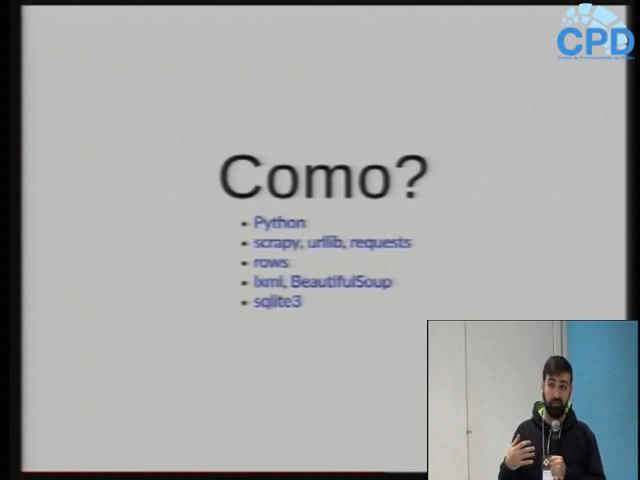 CPD
Como?
Python
scrapy, urllib, requests
rows
lxml, BeautifulSoup
sqlite3